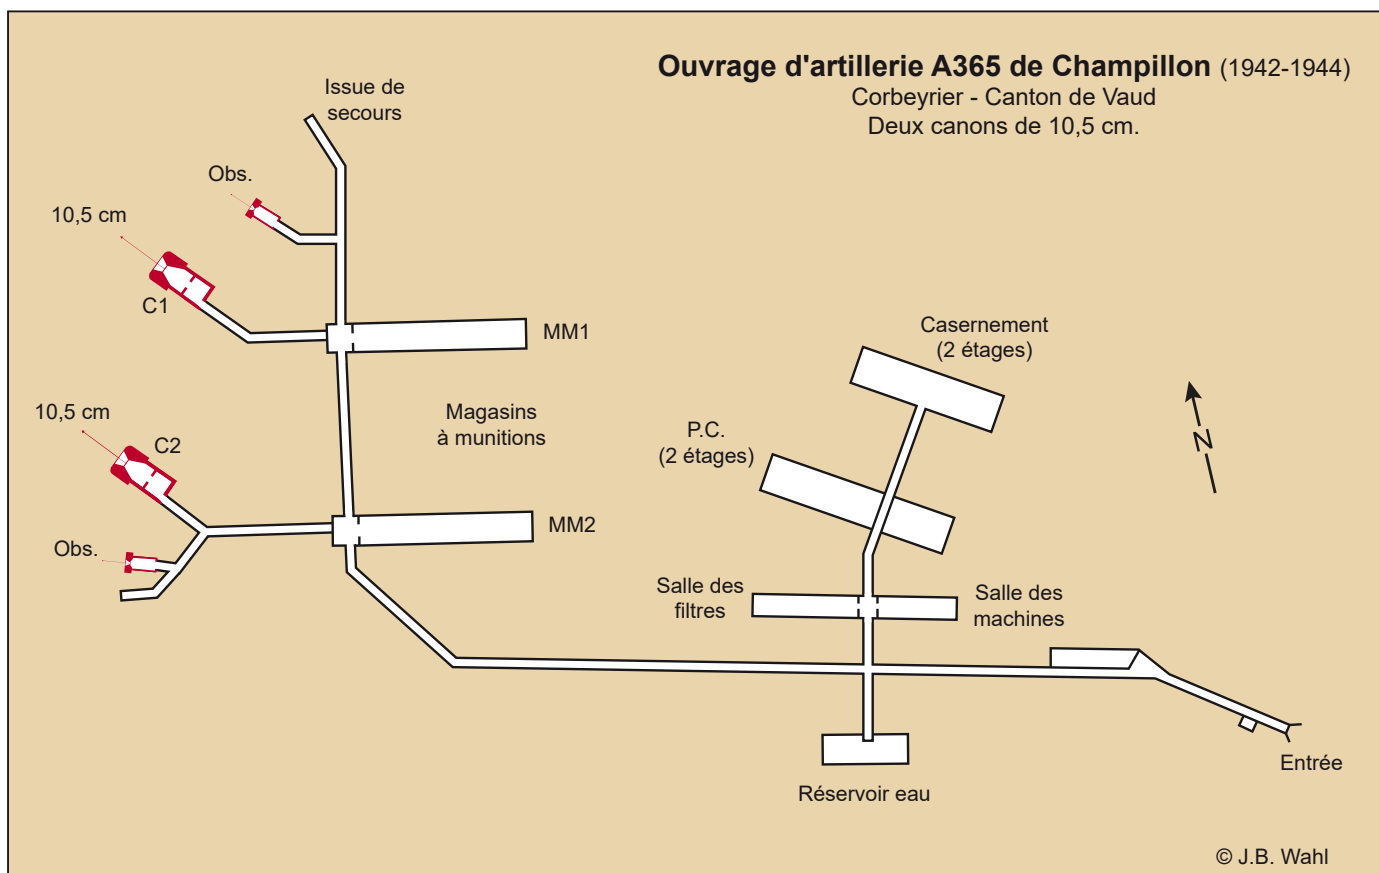 Ouvrage d'artillerie A365 de Champillon (1942-1944)
Corbeyrier - Canton de Vaud
Deux canons de 10,5 cm.
Issue de
secours
Obs.
10,5 cm
C1
MM1
10,5 cm
C2
Magasins
à munitions
MM2
Obs.
Casernement
(2 étages)
P.C.
(2 étages)
N
Salle des
filtres
Salle des
machines
Entrée
Réservoir eau
© J.B. Wahl